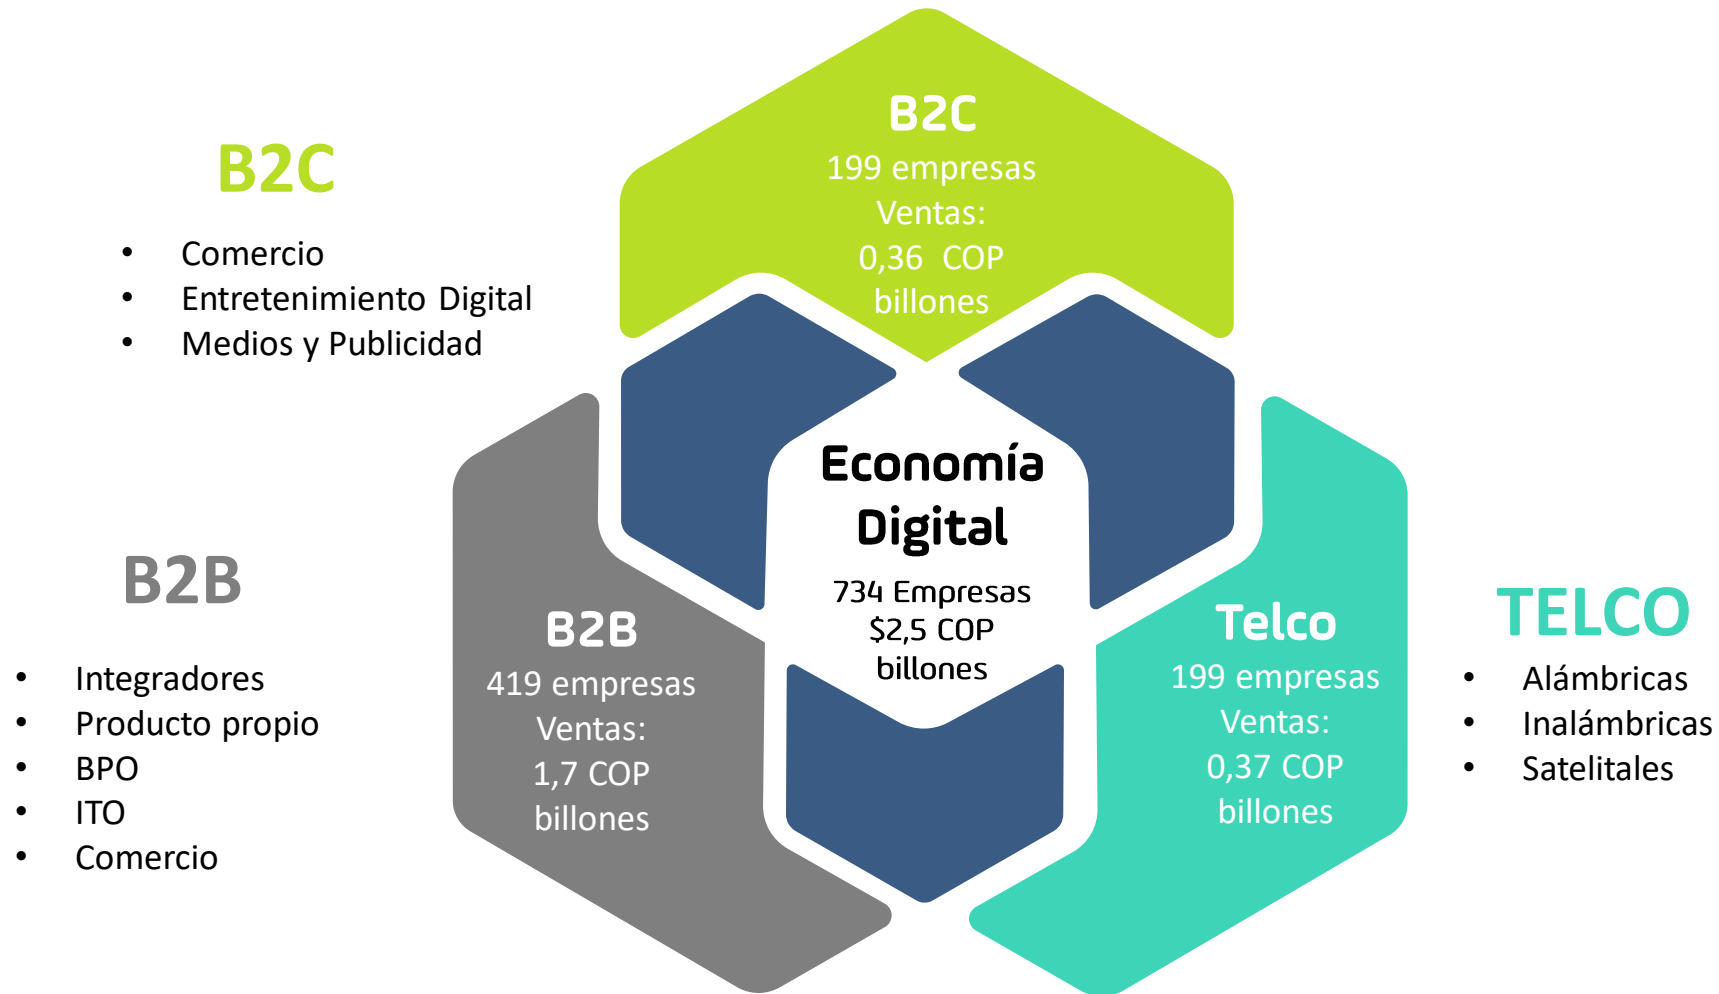 B2C
199 empresas
Ventas:
0,36 COP
billones
B2C
• Comercio
• Entretenimiento Digital
• Medios y Publicidad
Economía
Digital
734 Empresas
$2,5 COP
billones
B2B
• Integradores
• Producto propio
• BPO
• ITO
• Comercio
B2B
419 empresas
Ventas:
1,7 COP
billones
Telco
199 empresas
Ventas:
0,37 COP
billones
TELCO
• Alámbricas
• Inalámbricas
• Satelitales